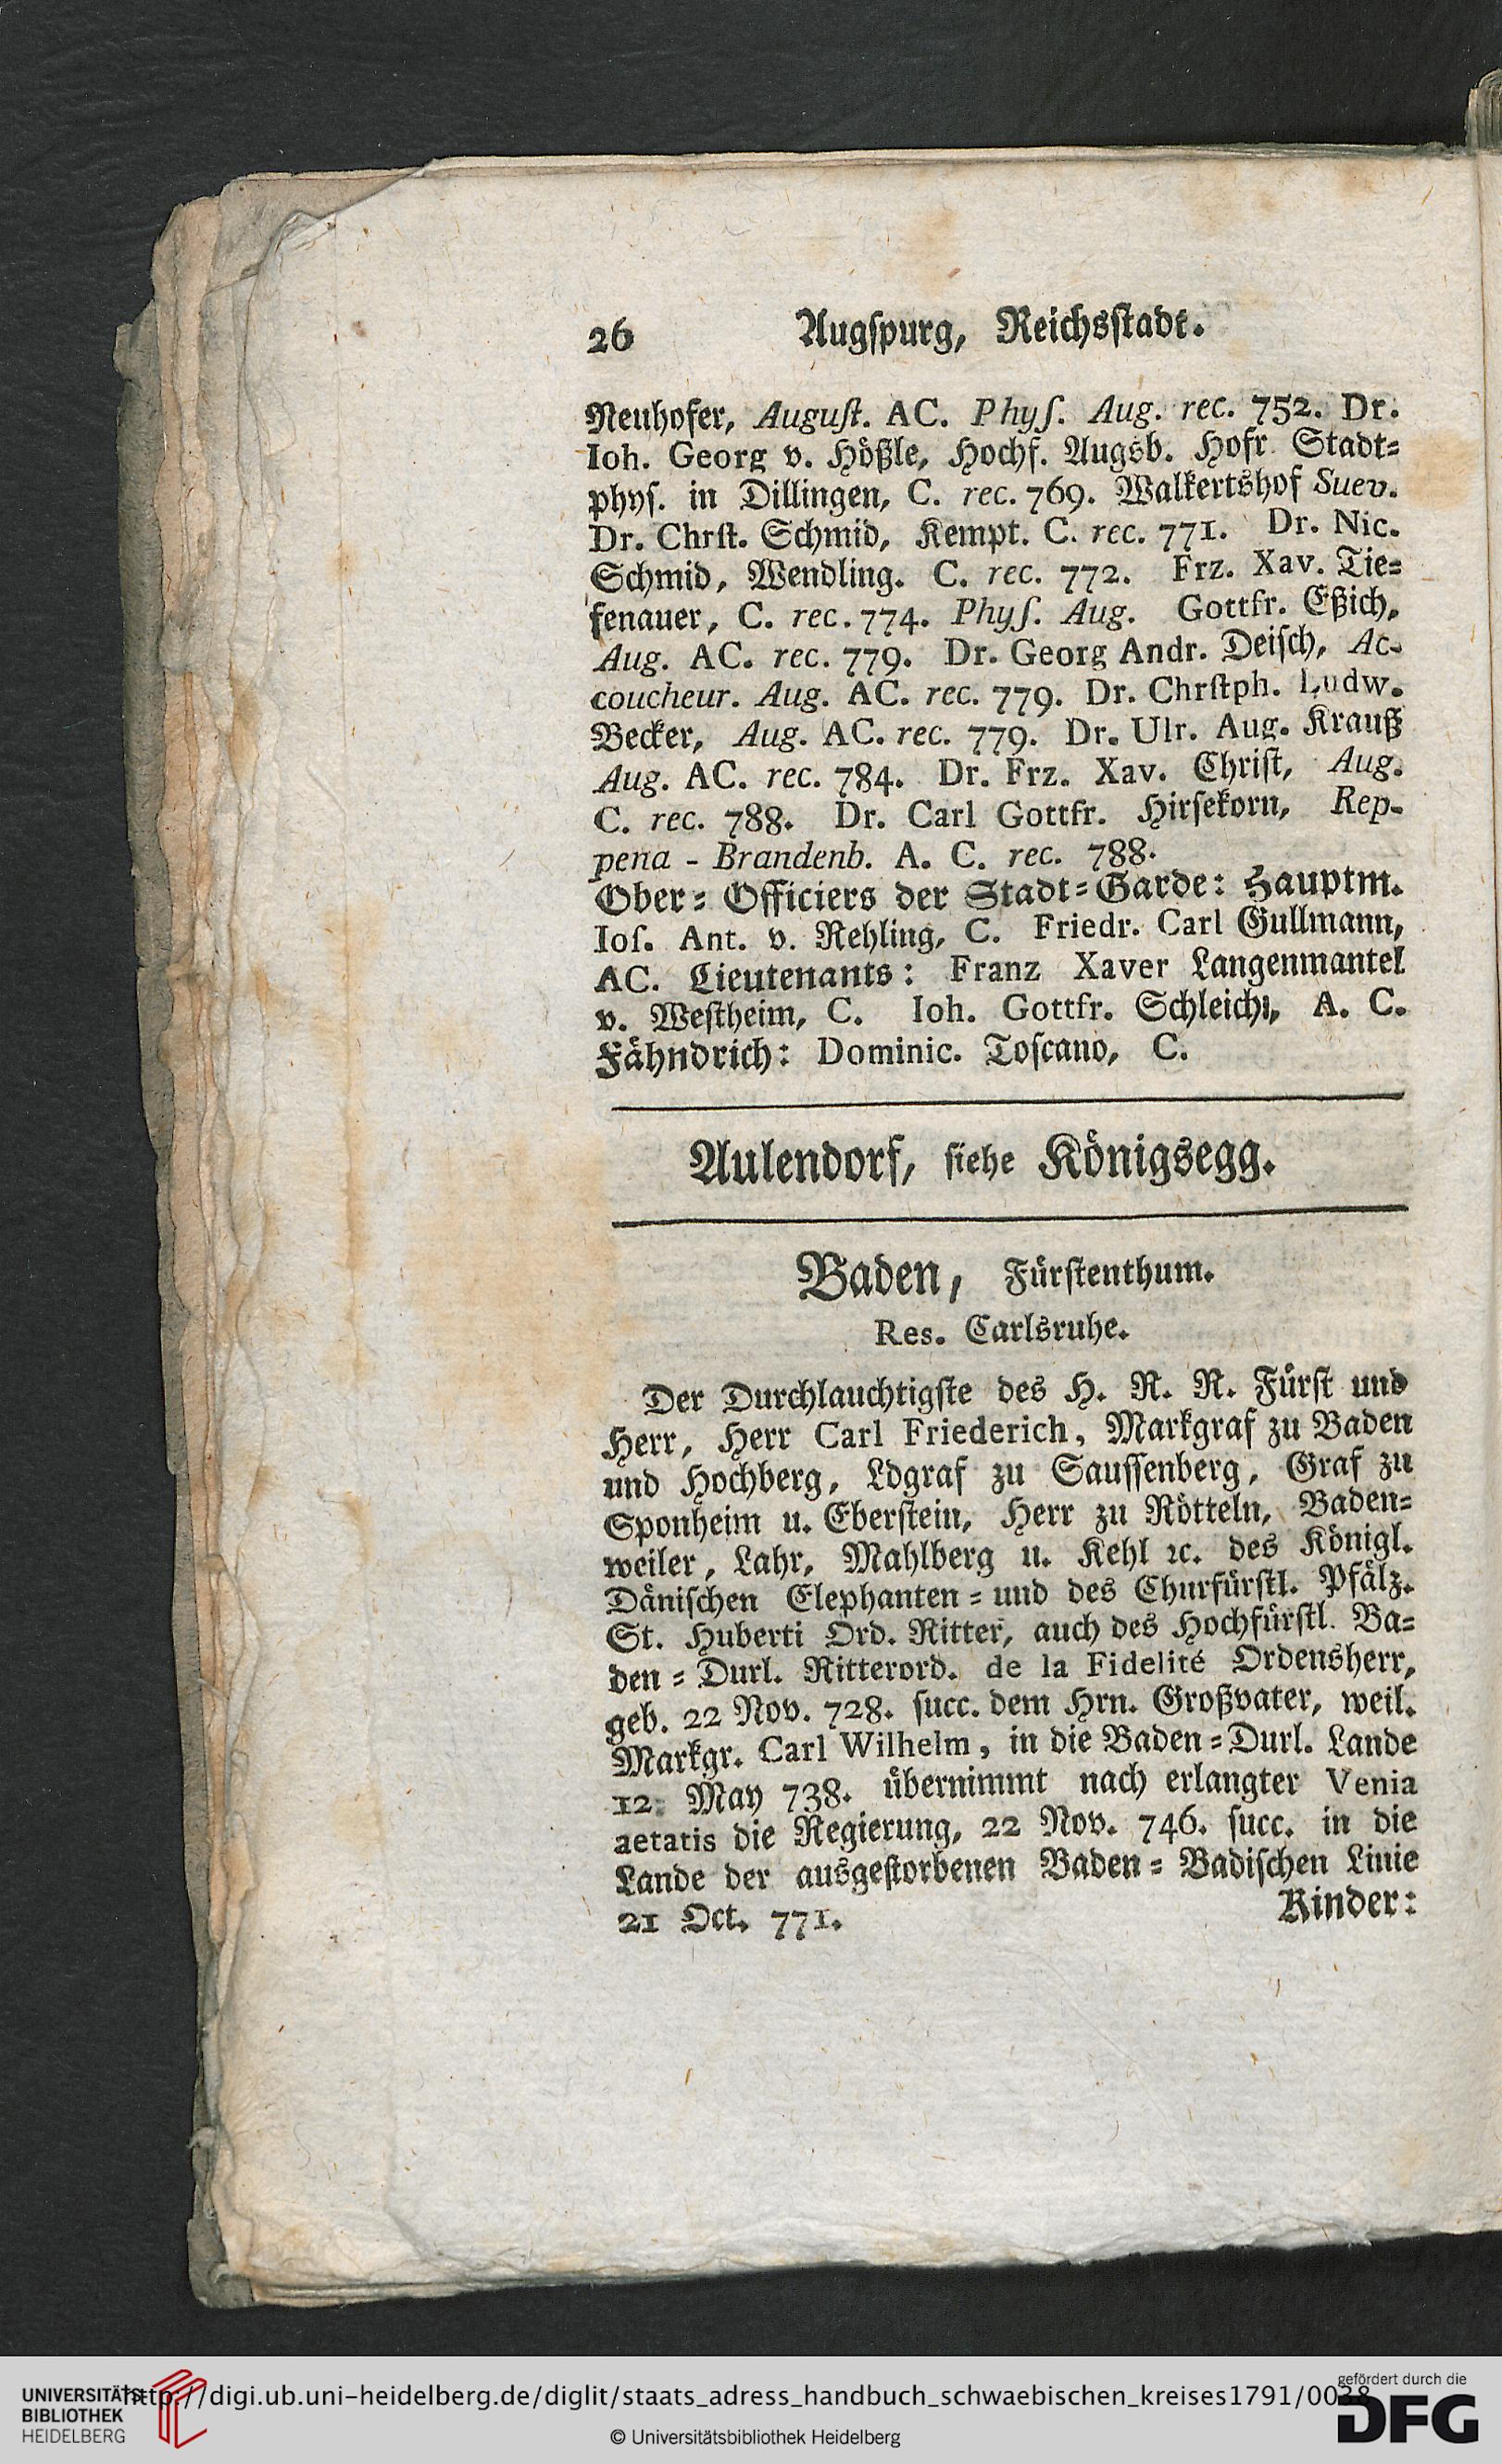 26 Augſpurg, Reichsſtadt.
Neuhofer, Auguſt. AC. Phyſ. Aug. rec. 752. Dr.
Ioh. Georg v. Hößle, Hochf. Augsb. Hofr. Stadt-
phyſ. in Dillingen, C. rec. 769. Walkertshof Suev.
Dr. Chrſt. Schmid, Kempt. C. rec. 771. Dr. Nic.
Schmid, Wendling. C. rec. 772. Frz. Xav. Tie-
fenauer, C. rec. 774. Phyſ. Aug. Gottfr. Eßich,
Aug. AC. rec. 779. Dr. Georg Andr. Deiſch, Ac-
coucheur. Aug. AC. rec. 779. Dr. Chrſtph. Ludw.
Becker, Aug. AC. rec. 779. Dr. Ulr. Aug. Krauß
Aug. AC. rec. 784. Dr. Frz. Xav. Chriſt, Aug.
C. rec. 788. Dr. Carl Gottfr. Hirſekorn, Rep-
pena - Brandenb. A. C. rec. 788.
Ober-Officiers der Stadt-Garde: Hauptm.
Ioſ. Ant. v. Rehling, C. Friedr. Carl Gullmann,
AC. Lieutenants: Franz Xaver Langenmantel
v. Weſtheim, C. Ioh. Gottfr. Schleich, A. C.
Fähndrich: Dominic. Toſcano, C.
Aulendorf, ſiehe Königsegg.
Baden, Fürſtenthum.
Res. Carlsruhe.
Der Durchlauchtigſte des H. R. R. Fürſt und
Herr, Herr Carl Friederich, Markgraf zu Baden
und Hochberg, Ldgraf zu Sauſſenberg, Graf zu
Sponheim u. Eberſtein, Herr zu Rötteln, Baden-
weiler, Lahr, Mahlberg u. Kehl ꝛc. des Königl.
Däniſchen Elephanten-und des Churfürſtl. Pfälz.
St. Huberti Ord. Ritter, auch des Hochfürſtl. Ba-
den-Durl. Ritterord. de la Fidelité Ordensherr,
geb. 22 Nov. 728. ſucc. dem Hrn. Großvater, weil.
Markgr. Carl Wilhelm, in die Baden-Durl. Lande
12. May 738. übernimmt nach erlangter Venia
aetatis die Regierung, 22 Nov. 746. ſucc. in die
Lande der ausgeſtorbenen Baden-Badiſchen Linie
21 Oct. 771. Kinder:
UNIVERSITÄTS
BIBLIOTHEK
HEIDELBERG
http://digi.ub.uni-heidelberg.de/diglit/staats_adress_handbuch_schwaebischen_kreises1791/0038
© Universitätsbibliothek Heidelberg
gefördert durch die
DFG